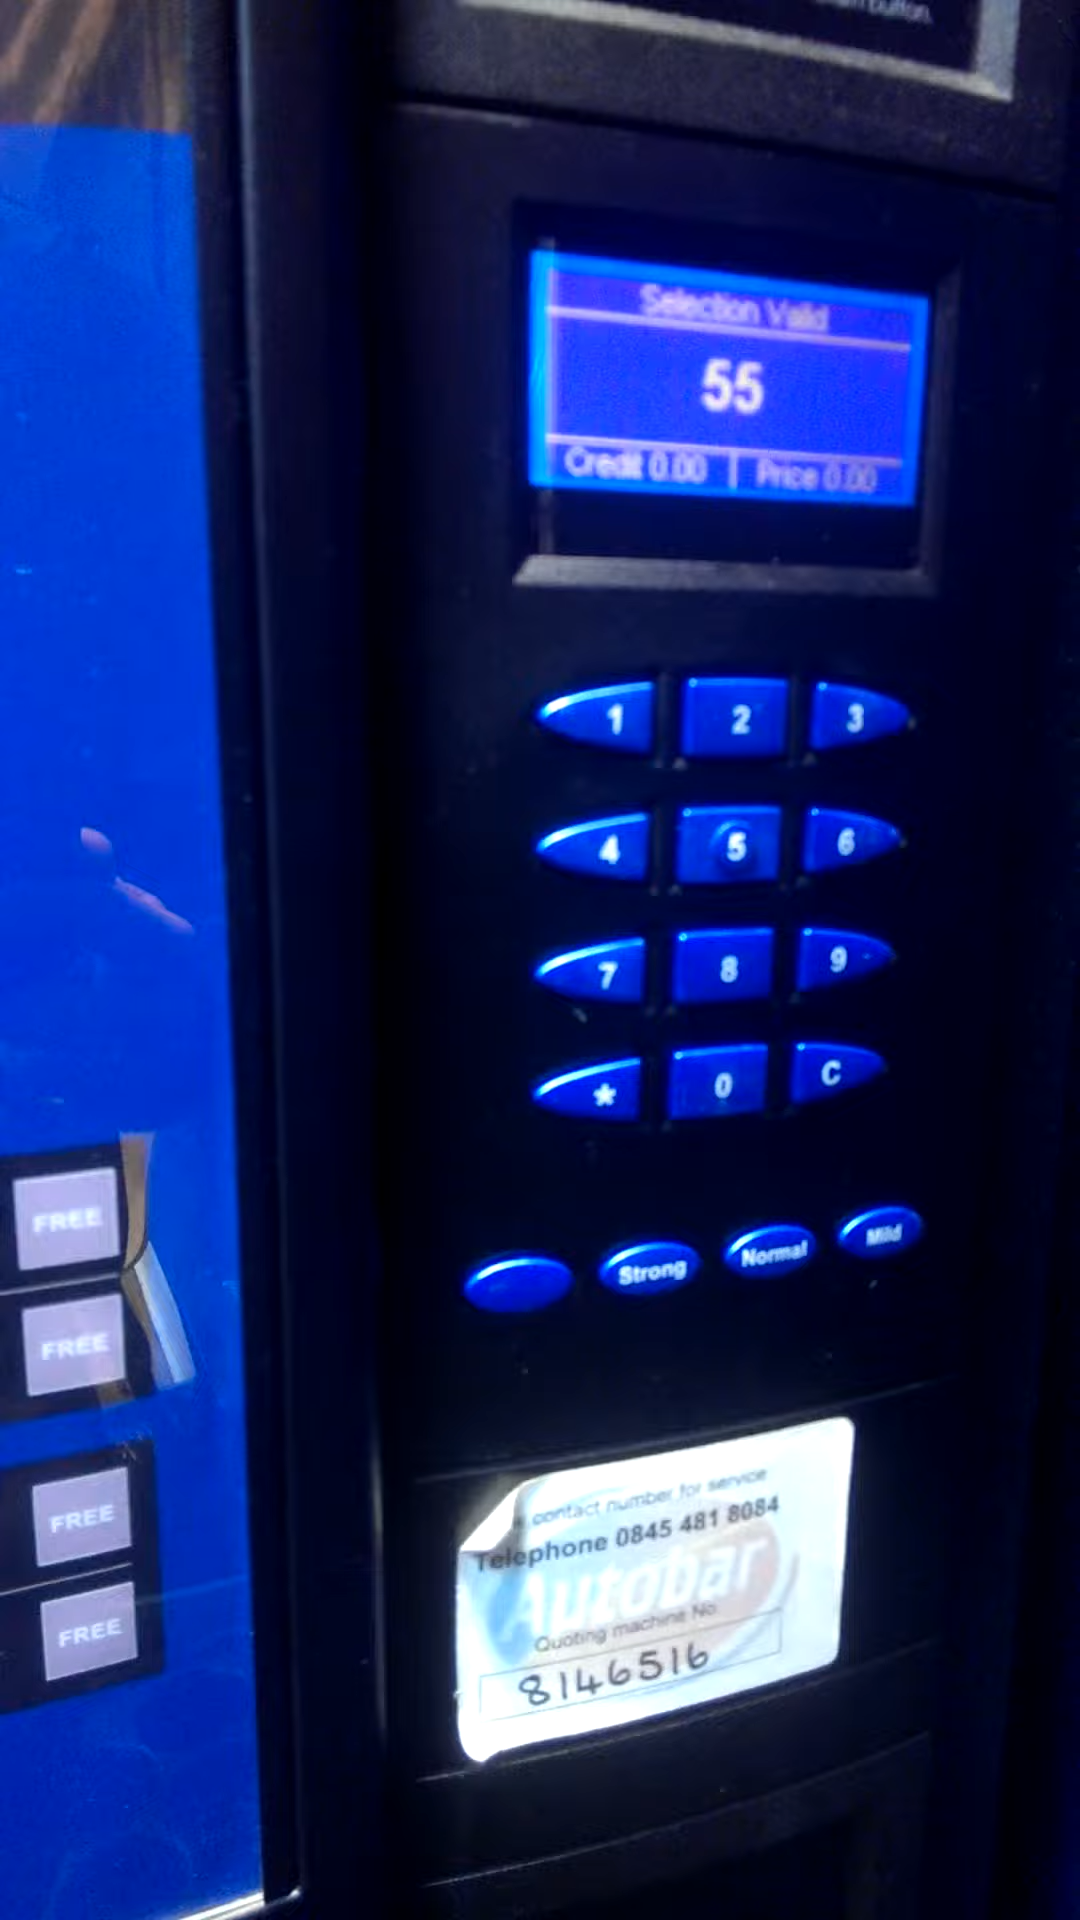 button.
Selection Valid
55
Credit 0.00 | Price 0.00
1 2 3
4 5 6
7 8 9
* 0 C
Strong Normal Mild
FREE
FREE
FREE
FREE
contact number for service
Telephone 0845 481 8084
Autobar
Quoting machine No.
8146516